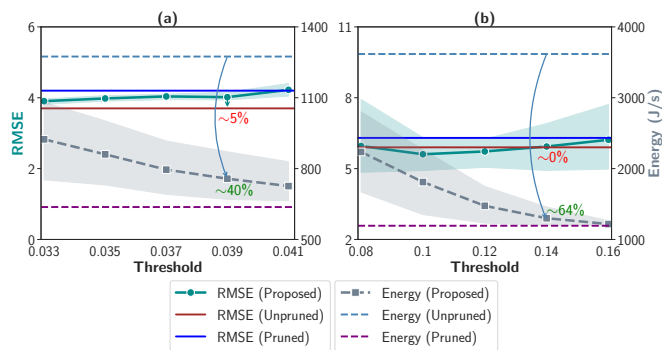 (a)
(b)
6
4
2
0
RMSE
1400
1100
800
500
0.033
0.035
0.037
0.039
0.041
Threshold
~5%
~40%
11
8
5
2
4000
3000
2000
1000
Energy (J/s)
0.08
0.1
0.12
0.14
0.16
Threshold
~0%
~64%
RMSE (Proposed)
RMSE (Unpruned)
RMSE (Pruned)
Energy (Proposed)
Energy (Unpruned)
Energy (Pruned)